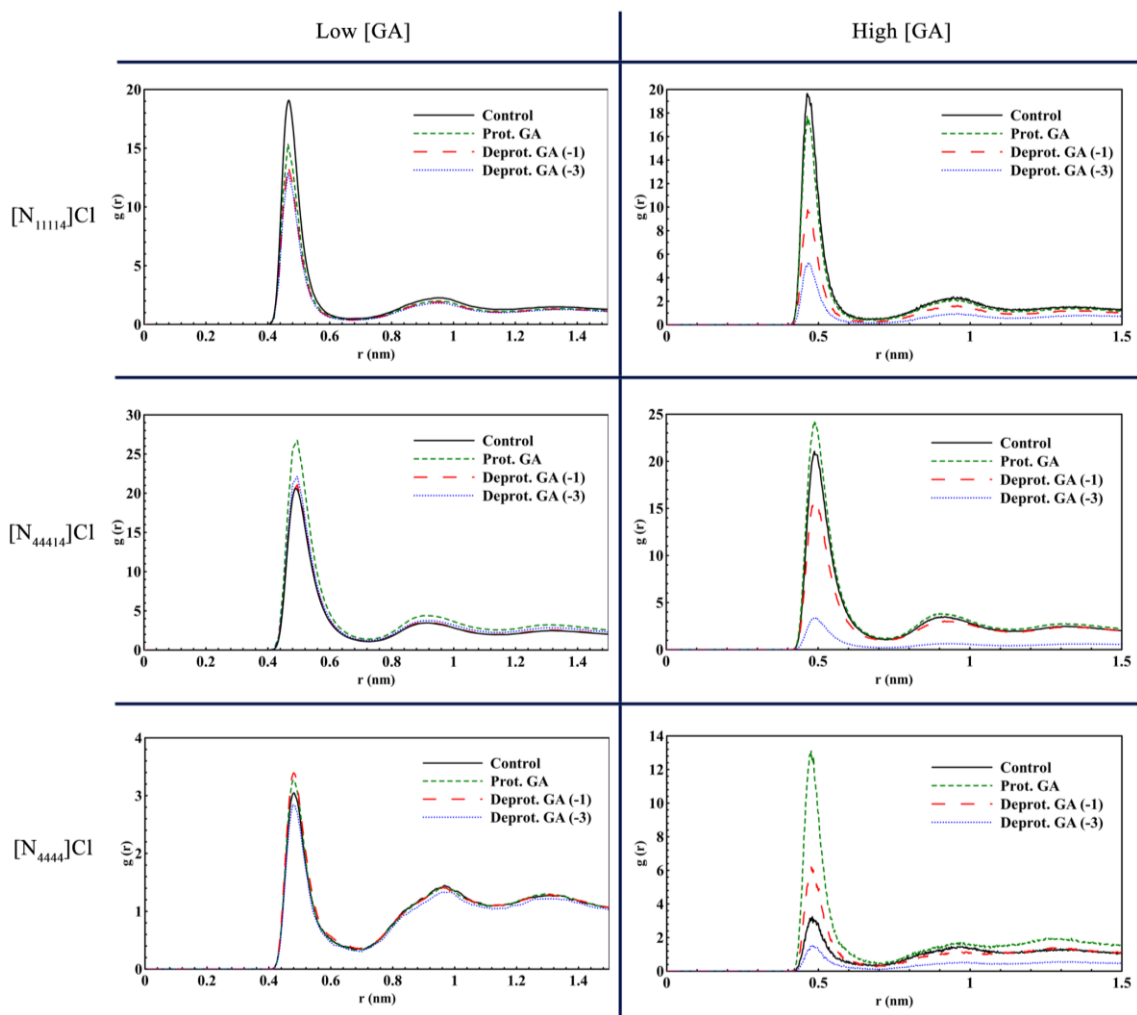 Low [GA]
High [GA]
[N₁₁₁₁₄]Cl
20
15
10
5
0
g (r)
Control
Prot. GA
Deprot. GA (-1)
Deprot. GA (-3)
0 0.2 0.4 0.6 0.8 1 1.2 1.4
r (nm)
20
18
16
14
12
10
8
6
4
2
0
g (r)
Control
Prot. GA
Deprot. GA (-1)
Deprot. GA (-3)
0 0.5 1 1.5
r (nm)
[N₄₄₄₁₄]Cl
30
25
20
15
10
5
0
g (r)
Control
Prot. GA
Deprot. GA (-1)
Deprot. GA (-3)
0 0.2 0.4 0.6 0.8 1 1.2 1.4
r (nm)
25
20
15
10
5
0
g (r)
Control
Prot. GA
Deprot. GA (-1)
Deprot. GA (-3)
0 0.5 1 1.5
r (nm)
[N₄₄₄₄]Cl
4
3
2
1
0
g (r)
Control
Prot. GA
Deprot. GA (-1)
Deprot. GA (-3)
0 0.2 0.4 0.6 0.8 1 1.2 1.4
r (nm)
14
12
10
8
6
4
2
0
g (r)
Control
Prot. GA
Deprot. GA (-1)
Deprot. GA (-3)
0 0.5 1 1.5
r (nm)